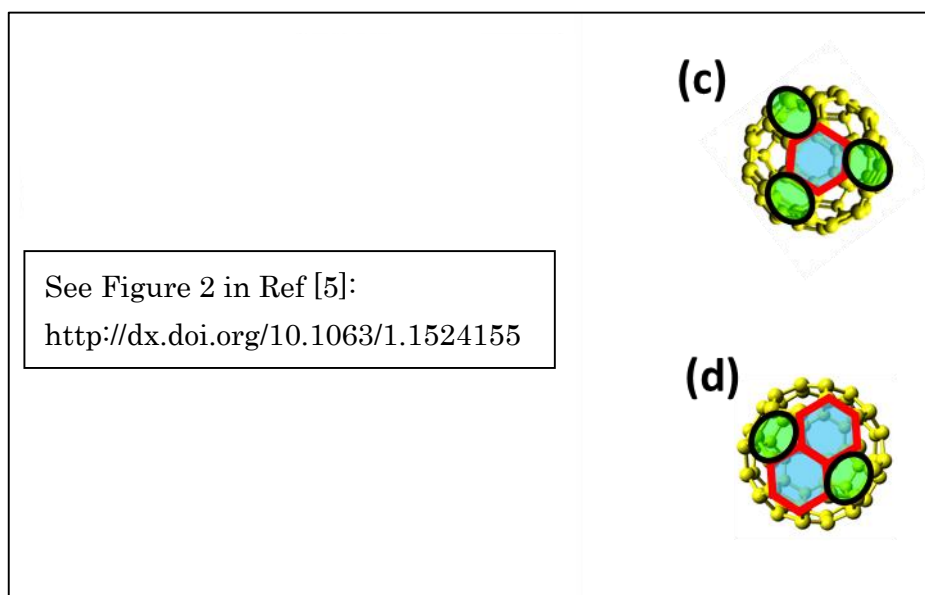 (c)
See Figure 2 in Ref [5]:
http://dx.doi.org/10.1063/1.1524155
(d)